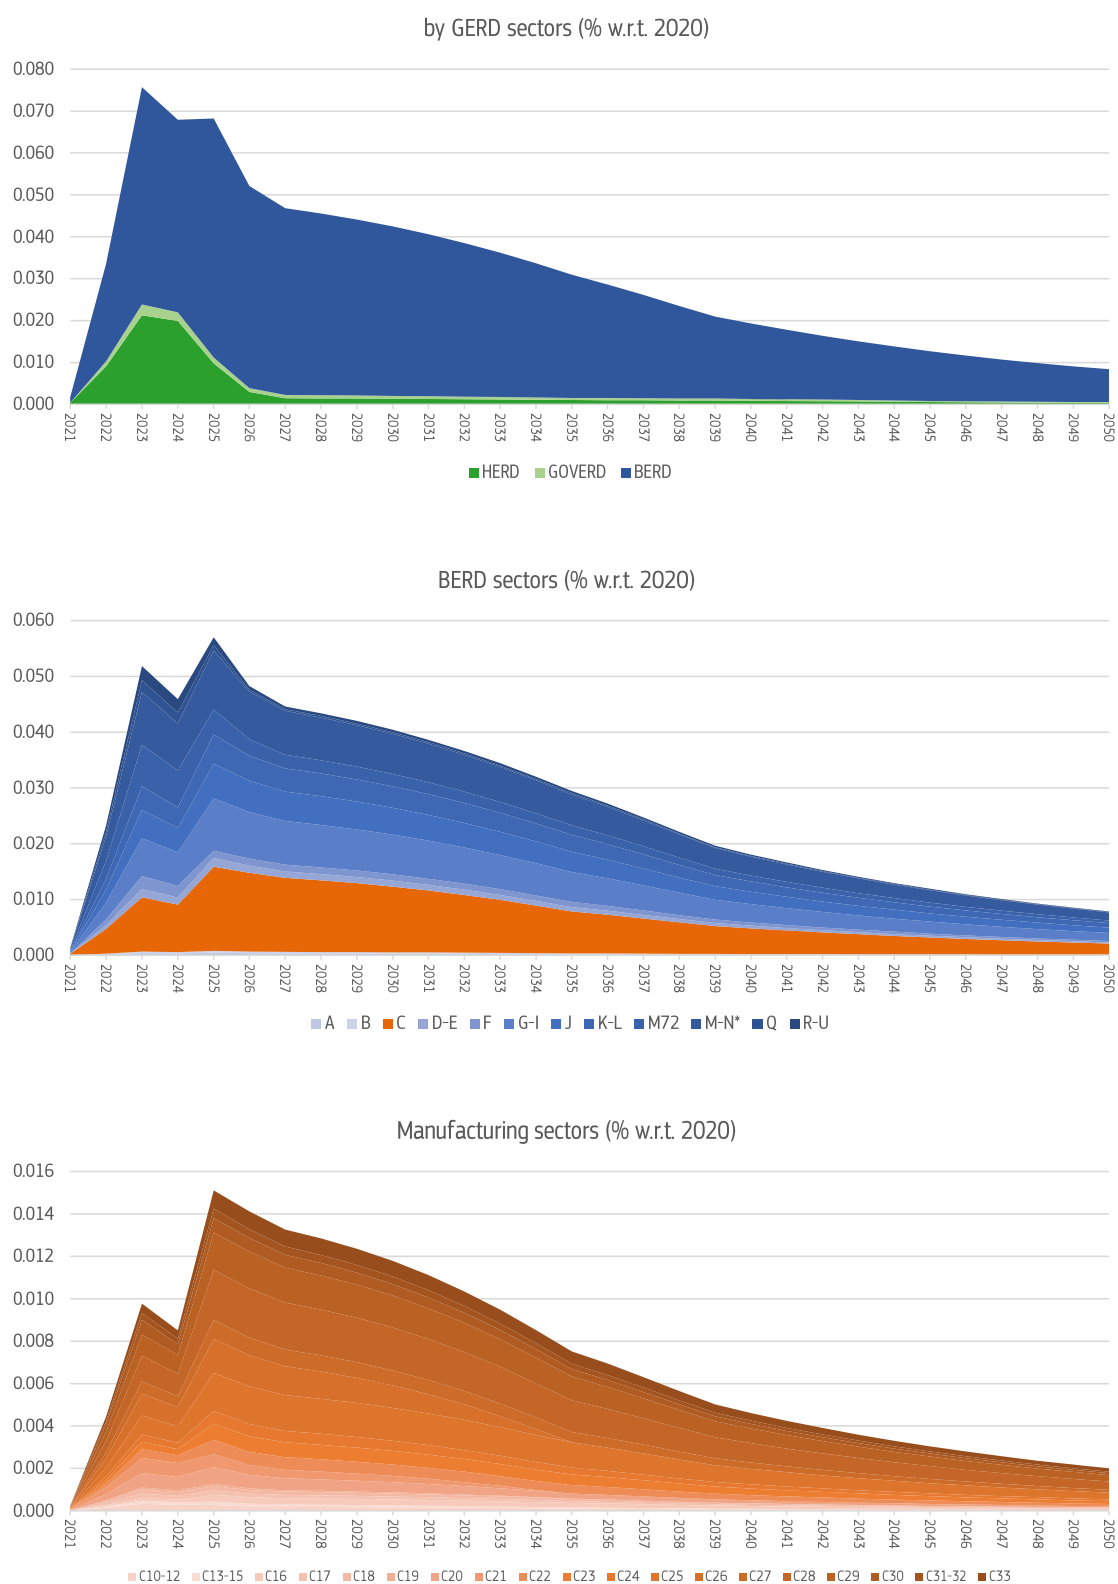 by GERD sectors (% w.r.t. 2020)
0.080
0.070
0.060
0.050
0.040
0.030
0.020
0.010
0.000
2021 2022 2023 2024 2025 2026 2027 2028 2029 2030 2031 2032 2033 2034 2035 2036 2037 2038 2039 2040 2041 2042 2043 2044 2045 2046 2047 2048 2049 2050
HERD GOVERD BERD
BERD sectors (% w.r.t. 2020)
0.060
0.050
0.040
0.030
0.020
0.010
0.000
2021 2022 2023 2024 2025 2026 2027 2028 2029 2030 2031 2032 2033 2034 2035 2036 2037 2038 2039 2040 2041 2042 2043 2044 2045 2046 2047 2048 2049 2050
A B C D-E F G-I J K-L M72 M-N* Q R-U
Manufacturing sectors (% w.r.t. 2020)
0.016
0.014
0.012
0.010
0.008
0.006
0.004
0.002
0.000
2021 2022 2023 2024 2025 2026 2027 2028 2029 2030 2031 2032 2033 2034 2035 2036 2037 2038 2039 2040 2041 2042 2043 2044 2045 2046 2047 2048 2049 2050
C10-12 C13-15 C16 C17 C18 C19 C20 C21 C22 C23 C24 C25 C26 C27 C28 C29 C30 C31-32 C33